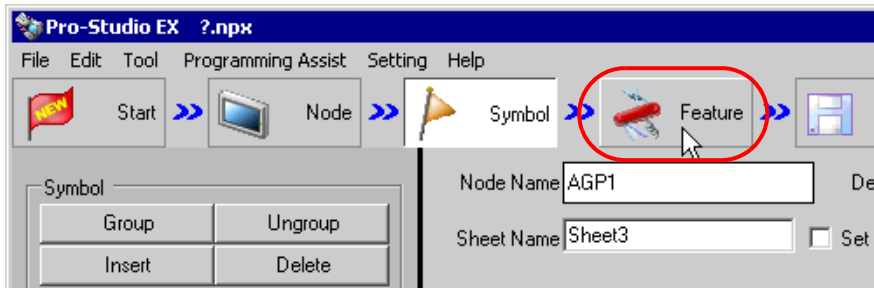 Pro-Studio EX ?.npx
File Edit Tool Programming Assist Setting Help
NEW Start Node Symbol Feature
Symbol
Group Ungroup
Insert Delete
Node Name AGP1 De
Sheet Name Sheet3 Set